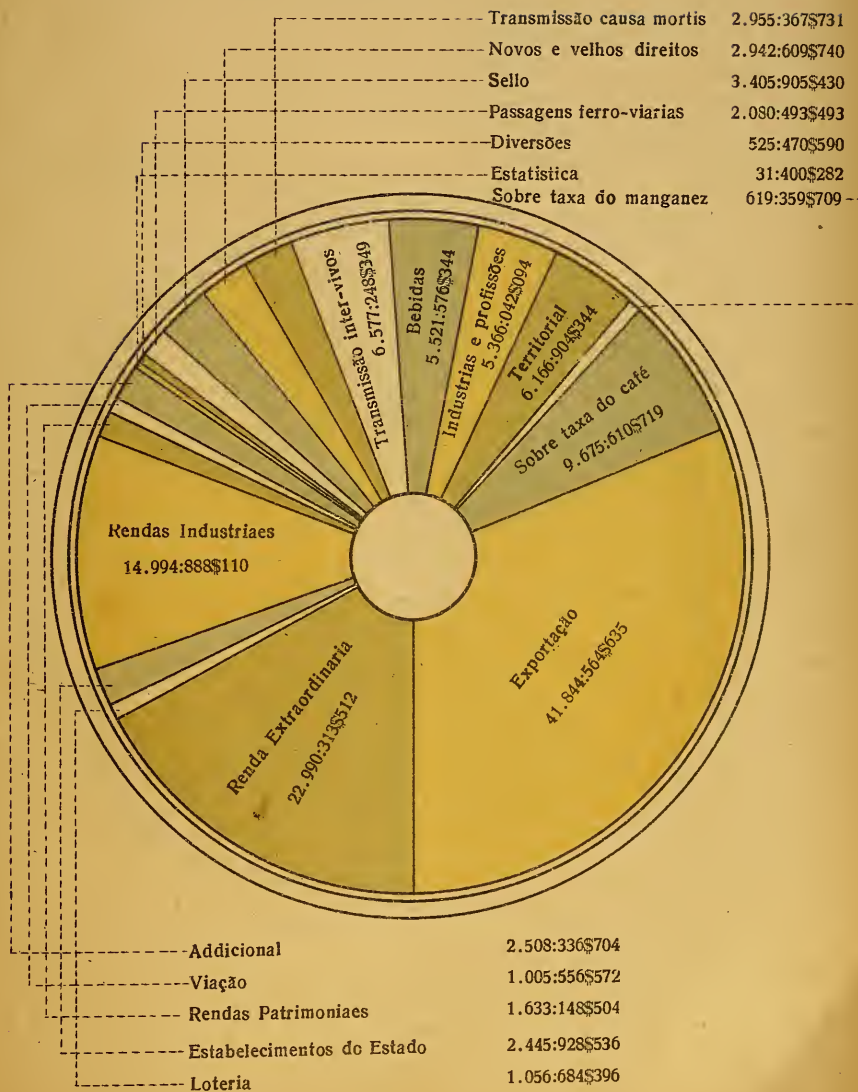 Transmissão causa mortis 2.955:367$731
Novos e velhos direitos 2.942:609$740
Sello 3.405:905$430
Passagens ferro-viarias 2.080:493$493
Diversões 525:470$590
Estatistica 31:400$282
Sobre taxa do manganez 619:359$709
Transmissão inter-vivos
6.577:248$349
Bebidas
5.521:576$344
Industrias e profissões
5.366:042$094
Territorial
6.166:904$344
Sobre taxa do café
9.675:610$719
Rendas Industriaes
14.994:888$110
Exportação
41.844:564$635
Renda Extraordinaria
22.990:313$512
Addicional 2.508:336$704
Viação 1.005:556$572
Rendas Patrimoniaes 1.633:148$504
Estabelecimentos do Estado 2.445:928$536
Loteria 1.056:684$396